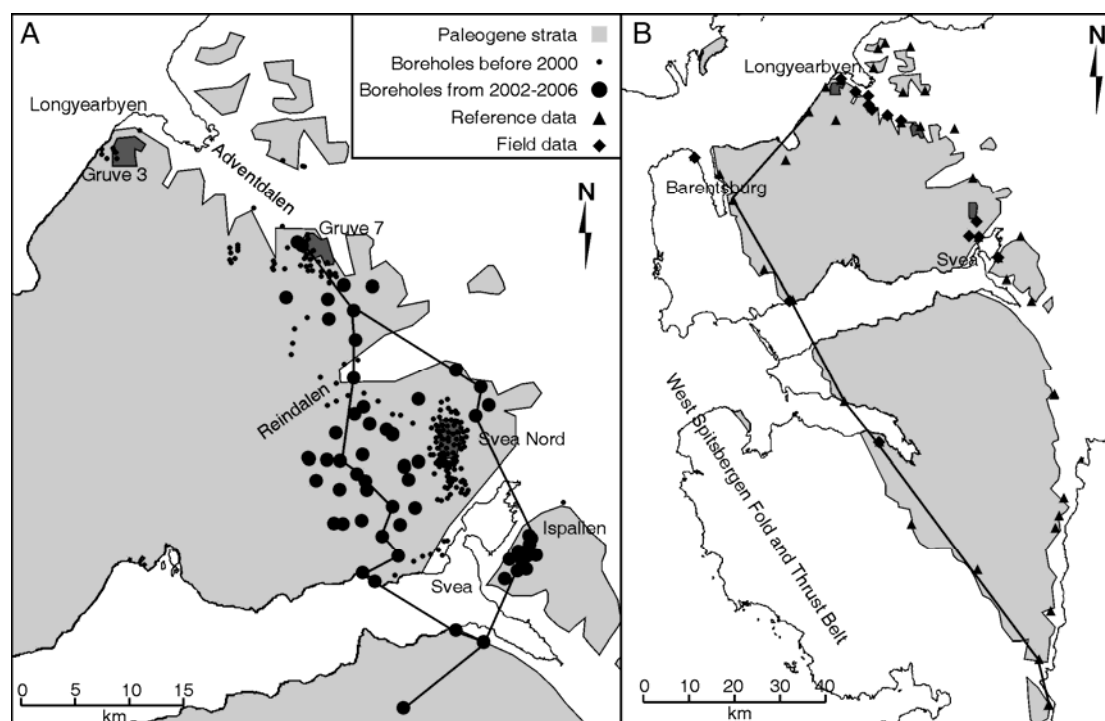 A
Paleogene strata
Boreholes before 2000
Boreholes from 2002-2006
Reference data
Field data
Longyearbyen
Gruve 3
Adventdalen
N
Gruve 7
Reindalen
Svea Nord
Ispallen
Svea
0 5 10 15
km
B
N
Longyearbyen
Barentsburg
Svea
West Spitsbergen Fold and Thrust Belt
0 10 20 30 40
km